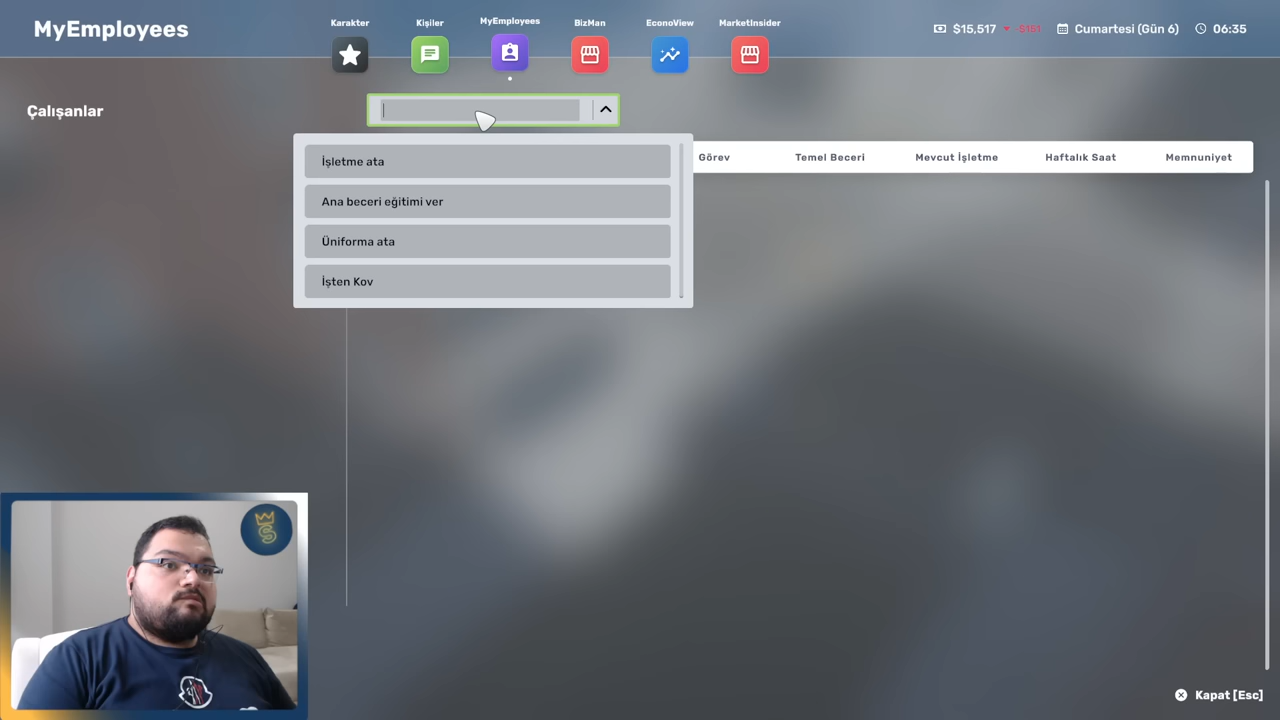 MyEmployees
Karakter
Kişiler
MyEmployees
BizMan
EconoView
MarketInsider
$15,517
-5151
Cumartesi (Gün 6)
06:35
Çalışanlar
Görev
Temel Beceri
Mevcut İşletme
Haftalık Saat
Memnuniyet
İşletme ata
Ana beceri eğitimi ver
Üniforma ata
İşten Kov
Kapat [Esc]